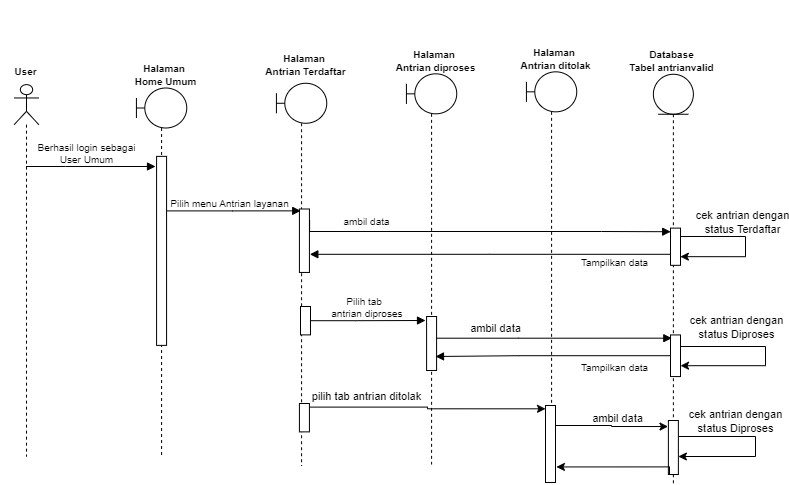 User
Halaman
Home Umum
Halaman
Antrian Terdaftar
Halaman
Antrian diproses
Halaman
Antrian ditolak
Database
Tabel antrianvalid
Berhasil login sebagai
User Umum
Pilih menu Antrian layanan
ambil data
cek antrian dengan
status Terdaftar
Tampilkan data
Pilih tab
antrian diproses
ambil data
cek antrian dengan
status Diproses
Tampilkan data
pilih tab antrian ditolak
ambil data
cek antrian dengan
status Diproses